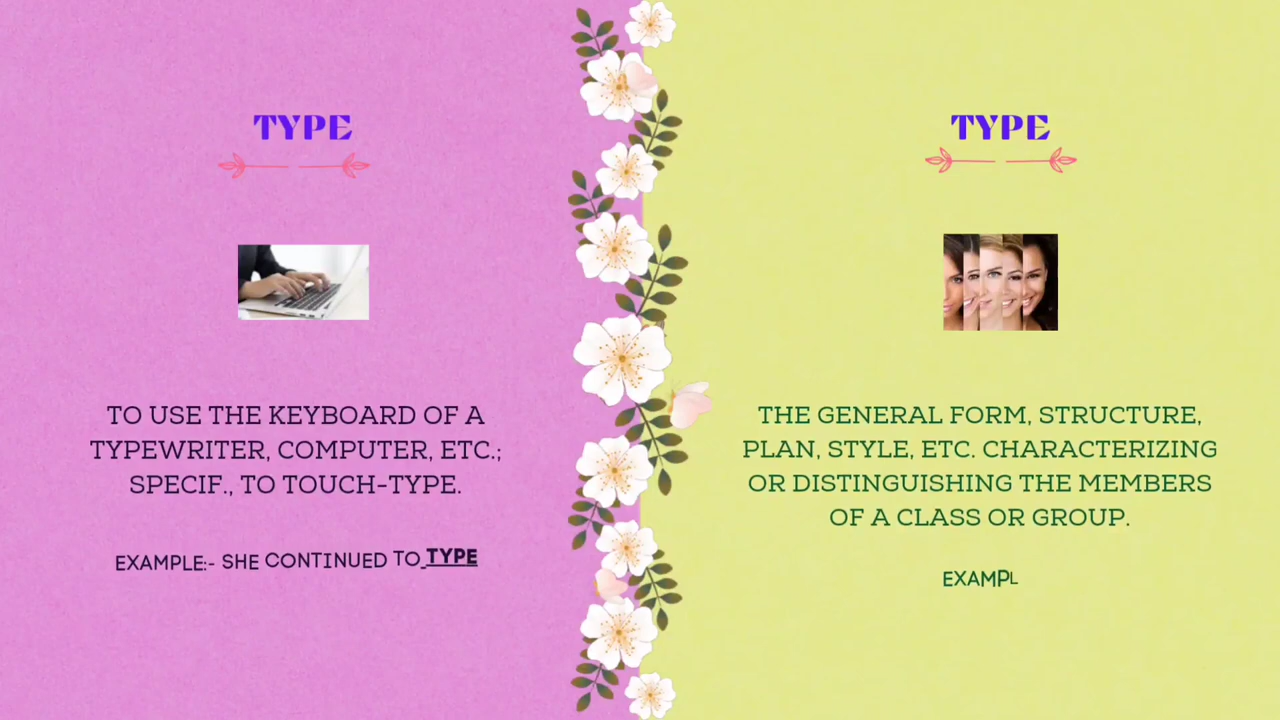 TYPE
TO USE THE KEYBOARD OF A
TYPEWRITER, COMPUTER, ETC.;
SPECIF., TO TOUCH-TYPE.
EXAMPLE:- SHE CONTINUED TO TYPE
TYPE
THE GENERAL FORM, STRUCTURE,
PLAN, STYLE, ETC. CHARACTERIZING
OR DISTINGUISHING THE MEMBERS
OF A CLASS OR GROUP.
EXAMPL